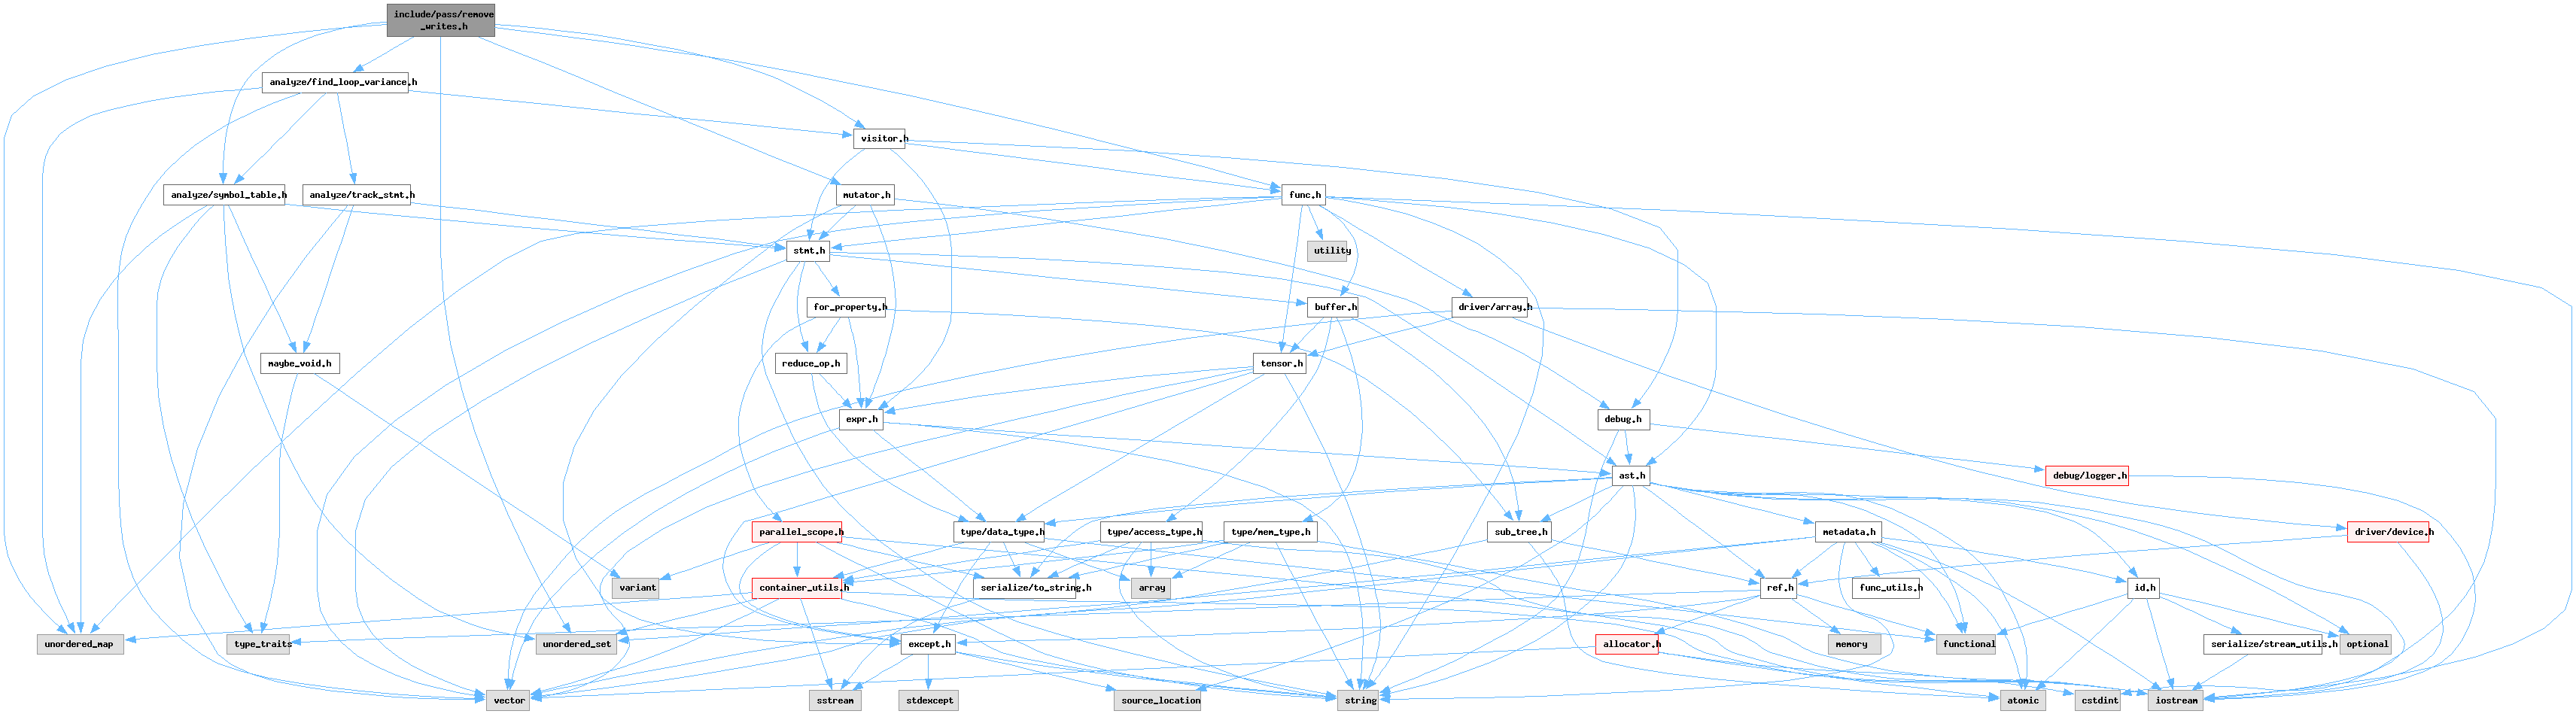 include/pass/remove
_writes.h
analyze/find_loop_variance.h
visitor.h
analyze/symbol_table.h
analyze/track_stmt.h
mutator.h
func.h
stmt.h
utility
for_property.h
buffer.h
driver/array.h
maybe_void.h
reduce_op.h
tensor.h
expr.h
debug.h
ast.h
debug/logger.h
parallel_scope.h
type/data_type.h
type/access_type.h
type/mem_type.h
sub_tree.h
metadata.h
driver/device.h
variant
container_utils.h
serialize/to_string.h
array
ref.h
func_utils.h
id.h
unordered_map
type_traits
unordered_set
except.h
allocator.h
memory
functional
serialize/stream_utils.h
optional
vector
sstream
stdexcept
source_location
string
atomic
cstdint
iostream